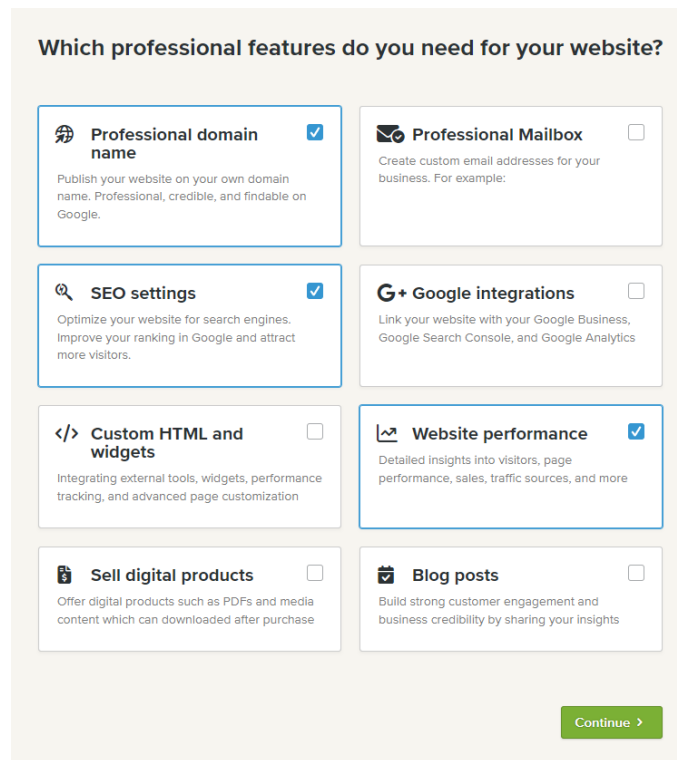 Which professional features do you need for your website?
Professional domain
name
Publish your website on your own domain
name. Professional, credible, and findable on
Google.
Professional Mailbox
Create custom email addresses for your
business. For example:
SEO settings
Optimize your website for search engines.
Improve your ranking in Google and attract
more visitors.
G+ Google integrations
Link your website with your Google Business,
Google Search Console, and Google Analytics
</> Custom HTML and
widgets
Integrating external tools, widgets, performance
tracking, and advanced page customization
Website performance
Detailed insights into visitors, page
performance, sales, traffic sources, and more
Sell digital products
Offer digital products such as PDFs and media
content which can downloaded after purchase
Blog posts
Build strong customer engagement and
business credibility by sharing your insights
Continue >